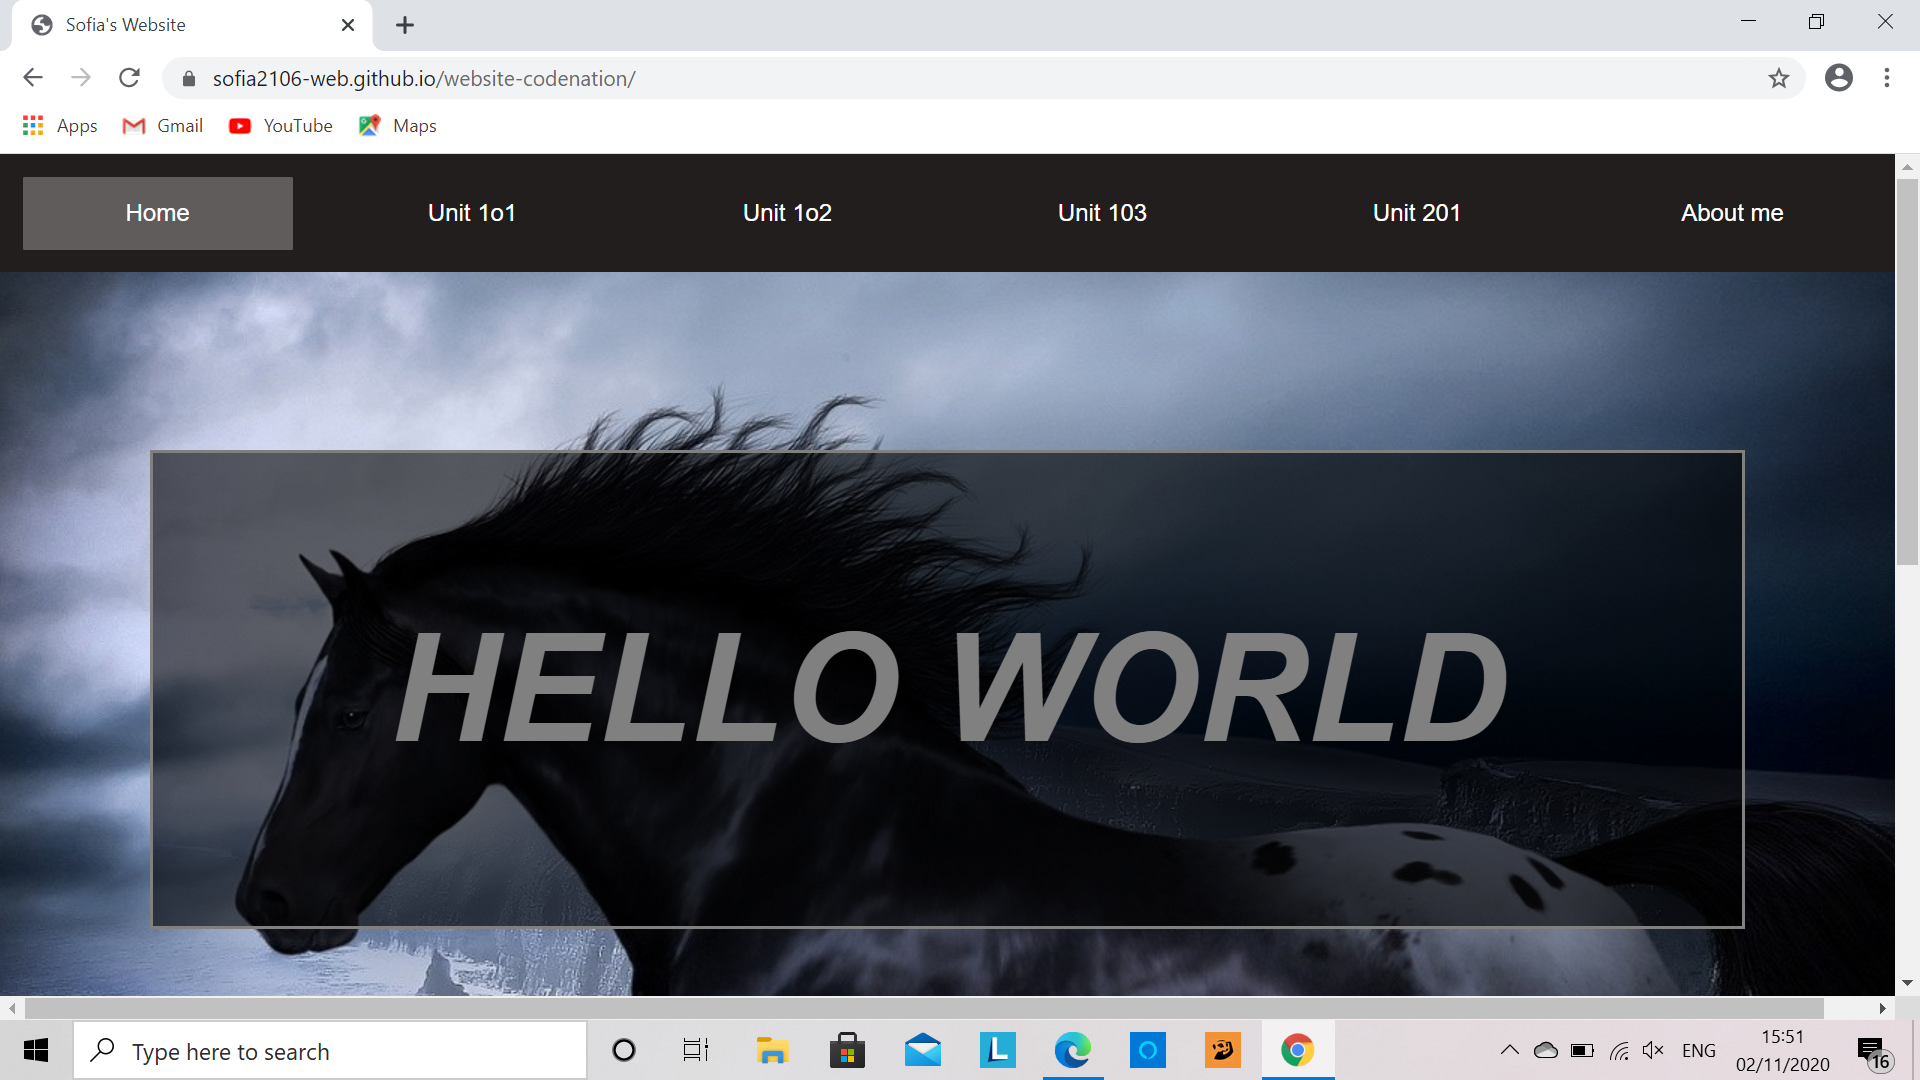 Sofia's Website
sofia2106-web.github.io/website-codenation/
Apps Gmail YouTube Maps
Home Unit 1o1 Unit 1o2 Unit 103 Unit 201 About me
HELLO WORLD
Type here to search
L
ENG
15:51
02/11/2020
16